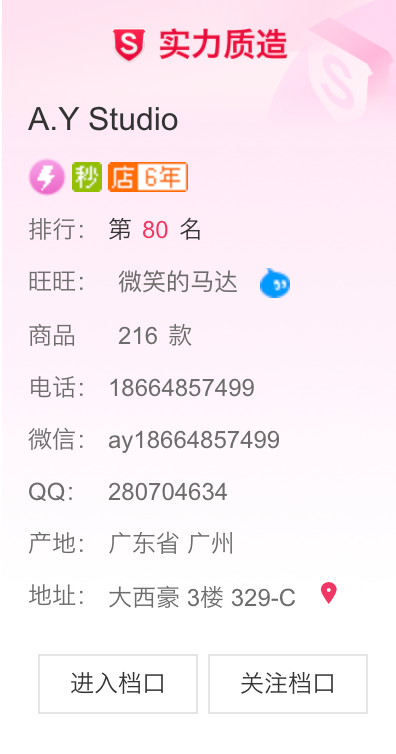 S 实力质造
A.Y Studio
秒 店 6年
排行： 第 80 名
旺旺： 微笑的马达
商品 216 款
电话： 18664857499
微信： ay18664857499
QQ： 280704634
产地： 广东省 广州
地址： 大西豪 3楼 329-C
进入档口 关注档口